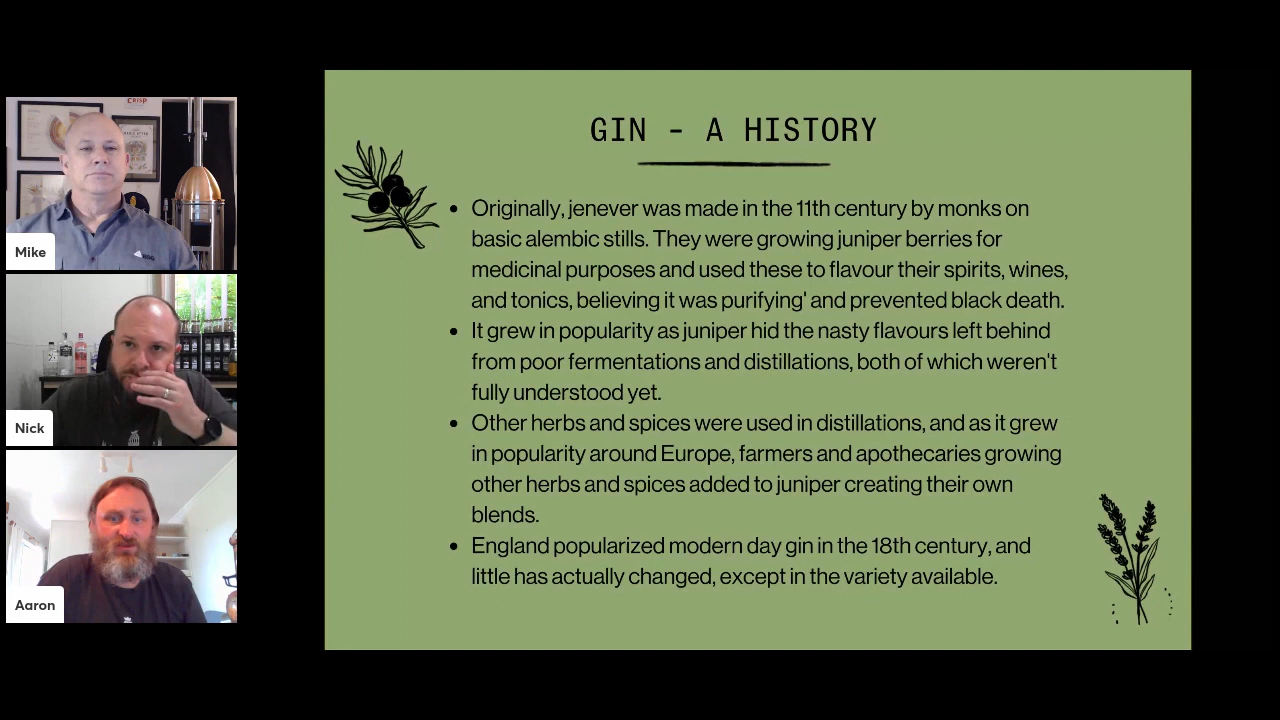 CRISP
Mike
Nick
Aaron
GIN - A HISTORY
• Originally, jenever was made in the 11th century by monks on
basic alembic stills. They were growing juniper berries for
medicinal purposes and used these to flavour their spirits, wines,
and tonics, believing it was purifying' and prevented black death.
• It grew in popularity as juniper hid the nasty flavours left behind
from poor fermentations and distillations, both of which weren't
fully understood yet.
• Other herbs and spices were used in distillations, and as it grew
in popularity around Europe, farmers and apothecaries growing
other herbs and spices added to juniper creating their own
blends.
• England popularized modern day gin in the 18th century, and
little has actually changed, except in the variety available.